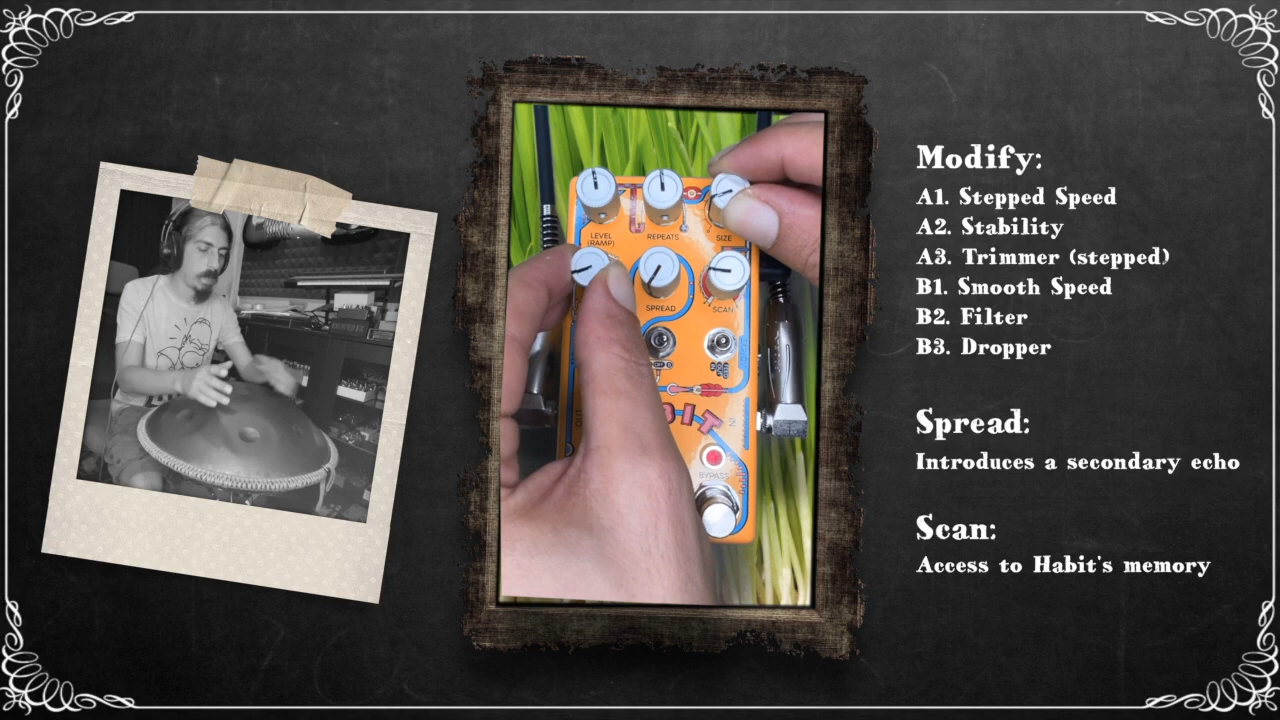 Modify:
A1. Stepped Speed
A2. Stability
A3. Trimmer (stepped)
B1. Smooth Speed
B2. Filter
B3. Dropper
Spread:
Introduces a secondary echo
Scan:
Access to Habit's memory
LEVEL
(RAMP)
REPEATS
SIZE
SPREAD
SCAN
IN
BYPASS